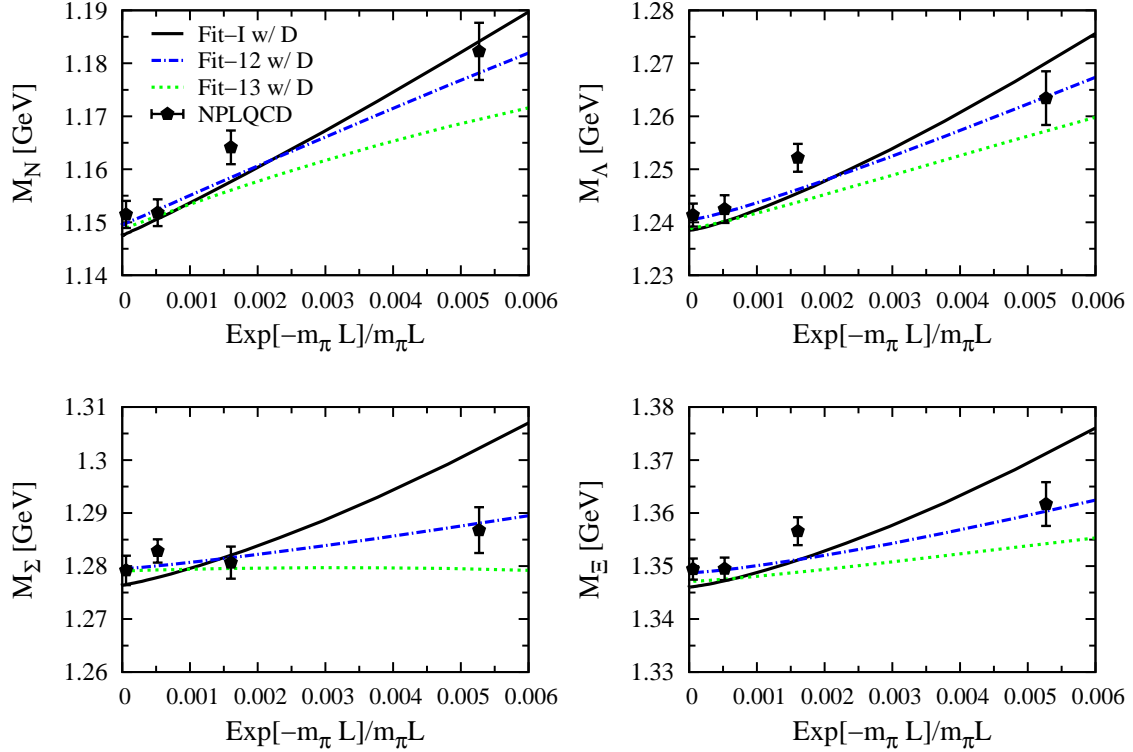 M_N [GeV]
1.19
1.18
1.17
1.16
1.15
1.14
Fit−I w/ D
Fit−12 w/ D
Fit−13 w/ D
NPLQCD
0 0.001 0.002 0.003 0.004 0.005 0.006
Exp[−m_π L]/m_πL
M_Λ [GeV]
1.28
1.27
1.26
1.25
1.24
1.23
0 0.001 0.002 0.003 0.004 0.005 0.006
Exp[−m_π L]/m_πL
M_Σ [GeV]
1.31
1.3
1.29
1.28
1.27
1.26
0 0.001 0.002 0.003 0.004 0.005 0.006
Exp[−m_π L]/m_πL
M_Ξ [GeV]
1.38
1.37
1.36
1.35
1.34
1.33
0 0.001 0.002 0.003 0.004 0.005 0.006
Exp[−m_π L]/m_πL